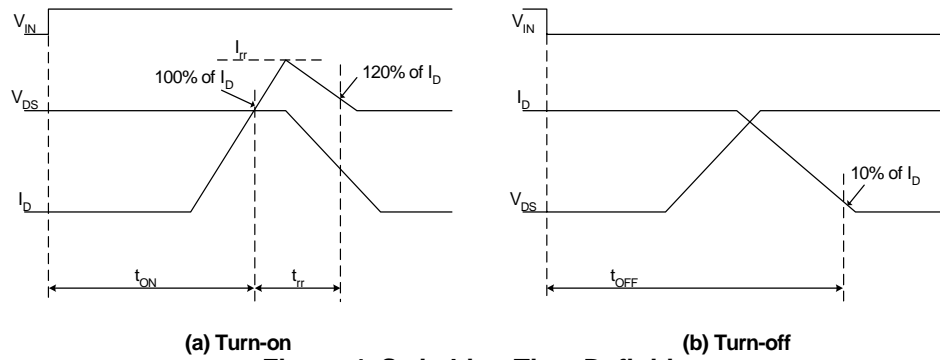 V_IN
I_rr
100% of I_D
120% of I_D
V_DS
I_D
t_ON
t_rr
(a) Turn-on
V_IN
I_D
V_DS
10% of I_D
t_OFF
(b) Turn-off